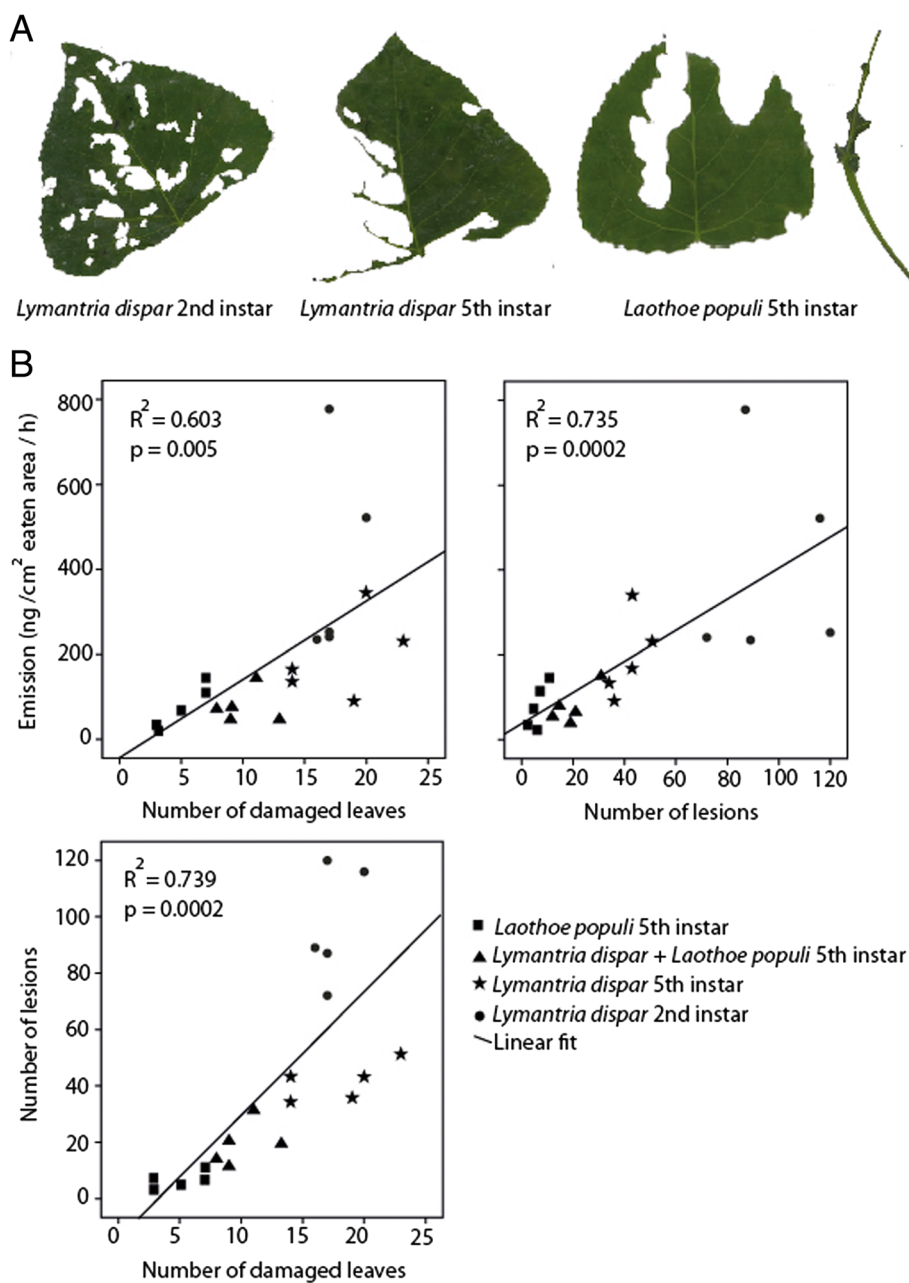 A
Lymantria dispar 2nd instar
Lymantria dispar 5th instar
Laothoe populi 5th instar
B
Emission (ng /cm² eaten area / h)
800
600
400
200
0
R² = 0.603
p = 0.005
0 5 10 15 20 25
Number of damaged leaves
R² = 0.735
p = 0.0002
0 20 40 60 80 100 120
Number of lesions
Number of lesions
120
100
80
60
40
20
0
R² = 0.739
p = 0.0002
0 5 10 15 20 25
Number of damaged leaves
Laothoe populi 5th instar
Lymantria dispar + Laothoe populi 5th instar
Lymantria dispar 5th instar
Lymantria dispar 2nd instar
Linear fit